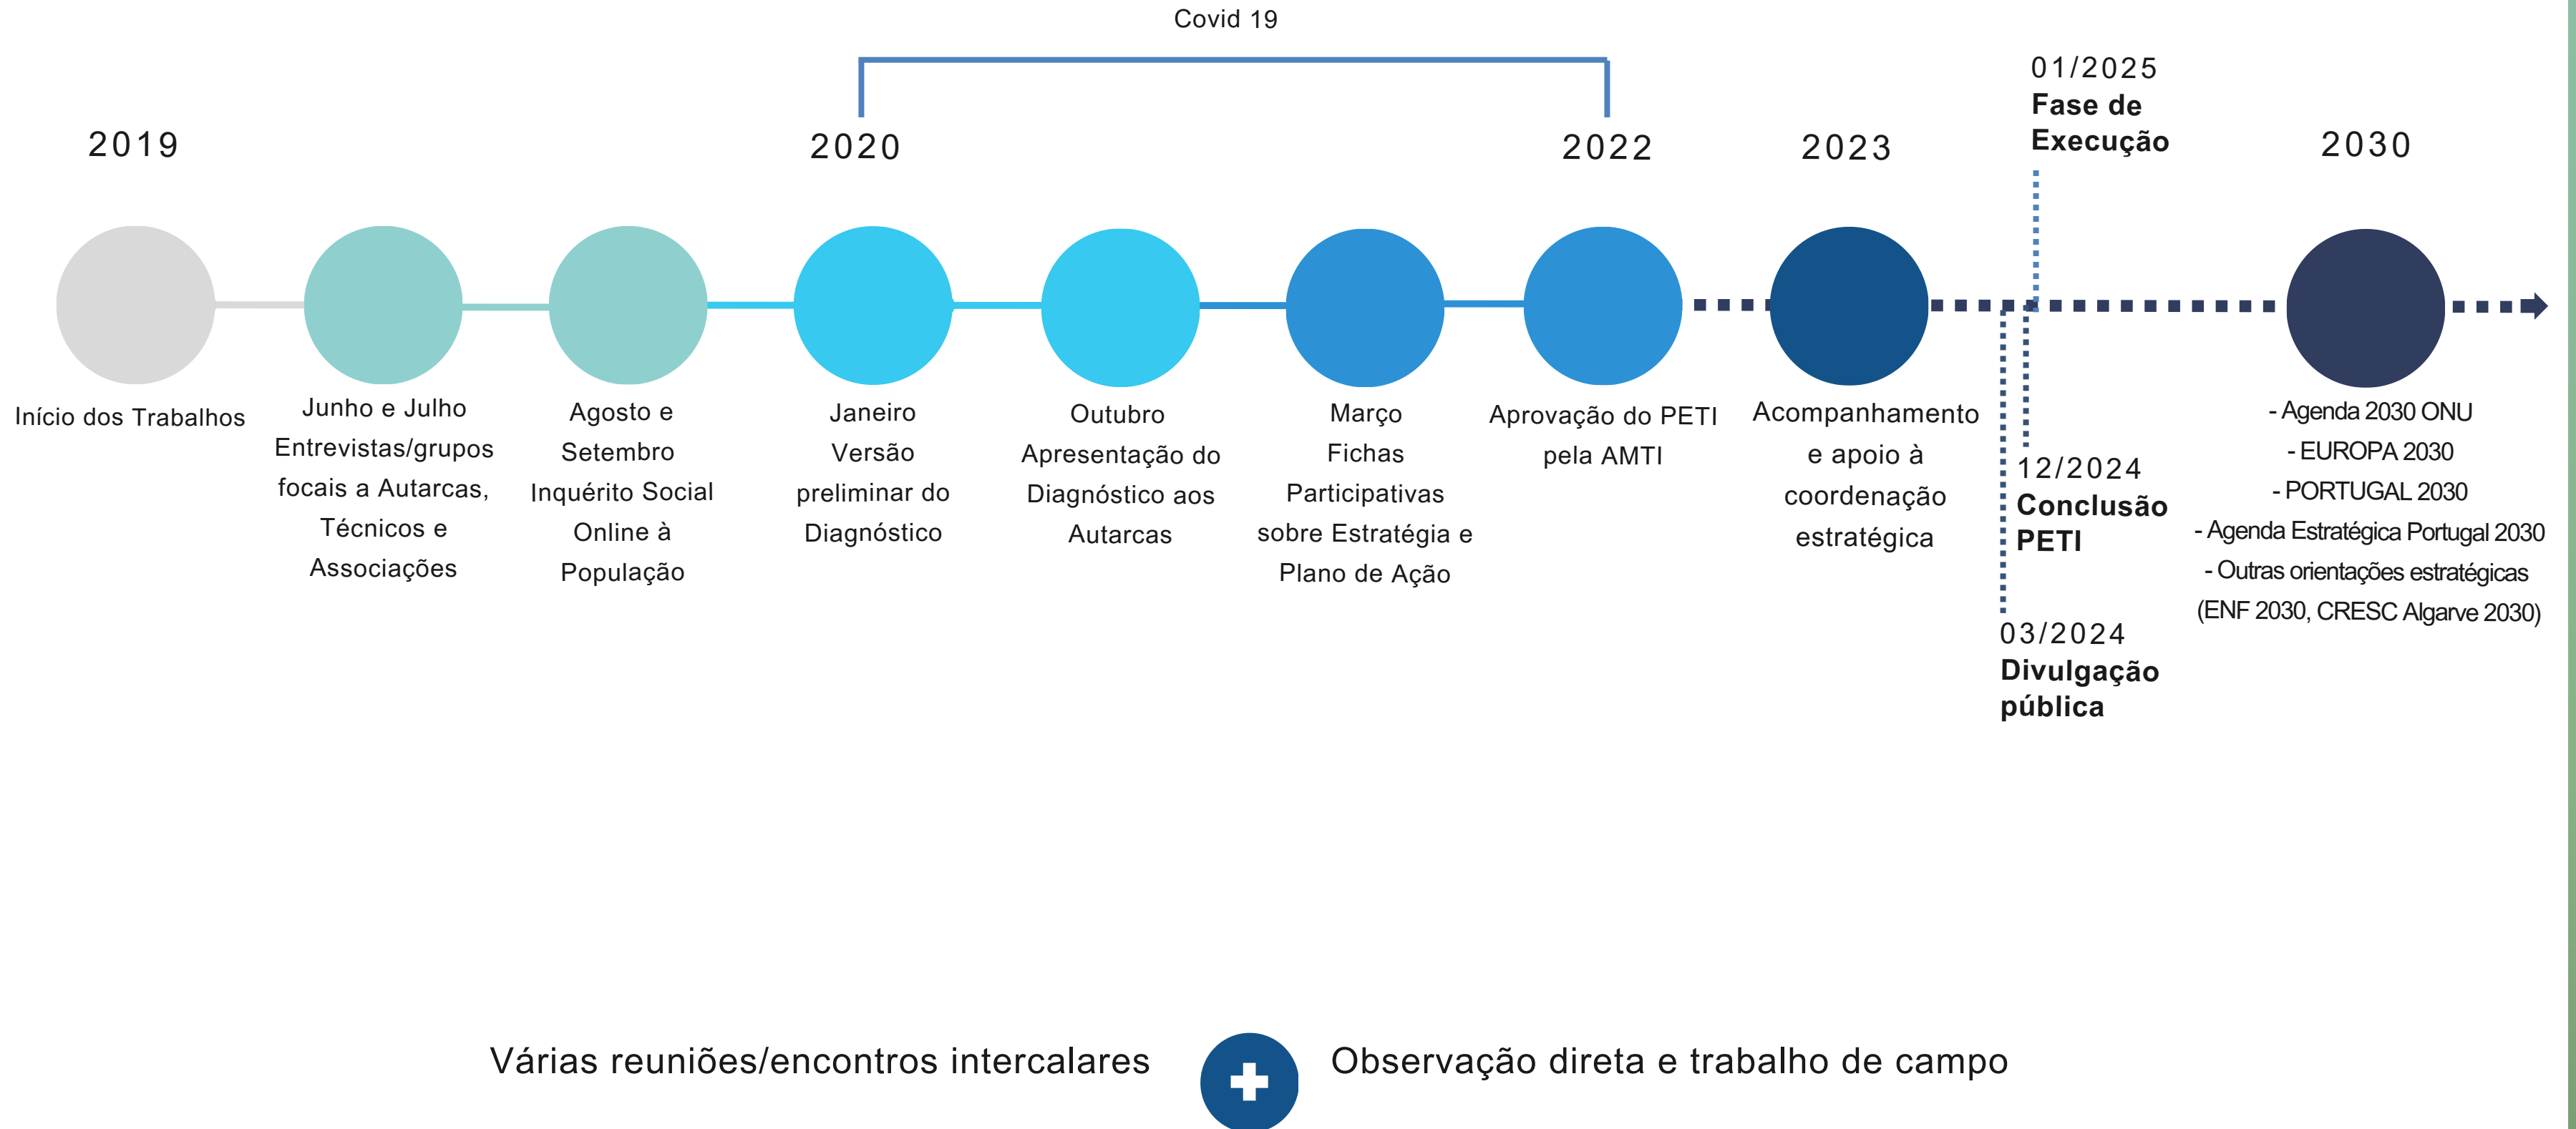 Covid 19
2019
2020
2022
2023
01/2025
Fase de
Execução
2030
Início dos Trabalhos
Junho e Julho
Entrevistas/grupos
focais a Autarcas,
Técnicos e
Associações
Agosto e
Setembro
Inquérito Social
Online à
População
Janeiro
Versão
preliminar do
Diagnóstico
Outubro
Apresentação do
Diagnóstico aos
Autarcas
Março
Fichas
Participativas
sobre Estratégia e
Plano de Ação
Aprovação do PETI
pela AMTI
Acompanhamento
e apoio à
coordenação
estratégica
03/2024
Divulgação
pública
12/2024
Conclusão
PETI
- Agenda 2030 ONU
- EUROPA 2030
- PORTUGAL 2030
- Agenda Estratégica Portugal 2030
- Outras orientações estratégicas
(ENF 2030, CRESC Algarve 2030)
Várias reuniões/encontros intercalares
Observação direta e trabalho de campo